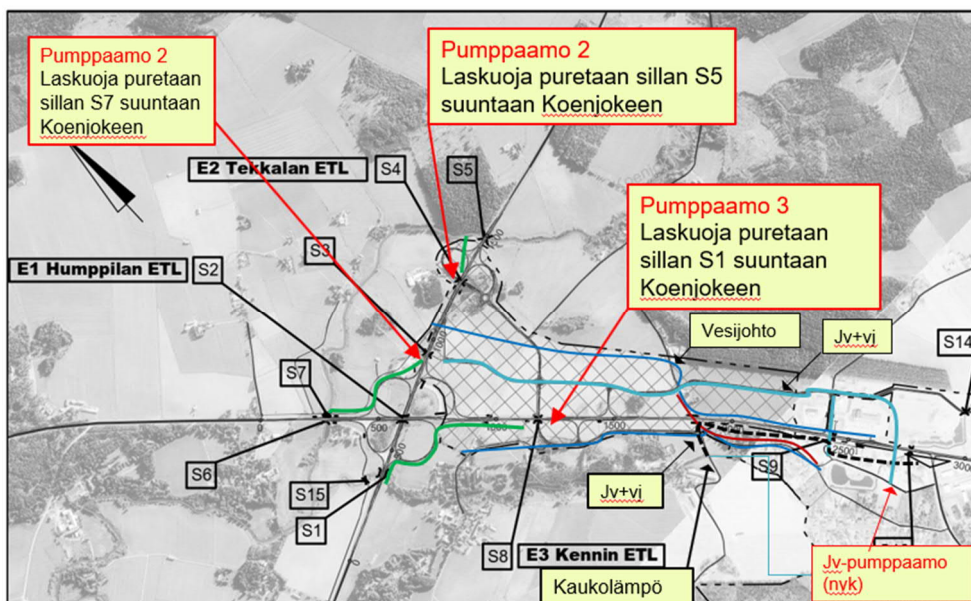 Pumppaamo 2
Laskuoja puretaan
sillan S7 suuntaan
Koenjokeen
Pumppaamo 2
Laskuoja puretaan sillan S5
suuntaan Koenjokeen
E2 Tekkalan ETL
S4
S5
Pumppaamo 3
Laskuoja puretaan
sillan S1 suuntaan
Koenjokeen
S3
E1 Humppilan ETL
S2
1000
Vesijohto
Jv+vj
S14
S7
0
500
1000
1500
2500
3000
S6
S15
S9
Jv+vj
S1
S8
E3 Kennin ETL
Kaukolämpö
Jv-pumppaamo
(nyk)